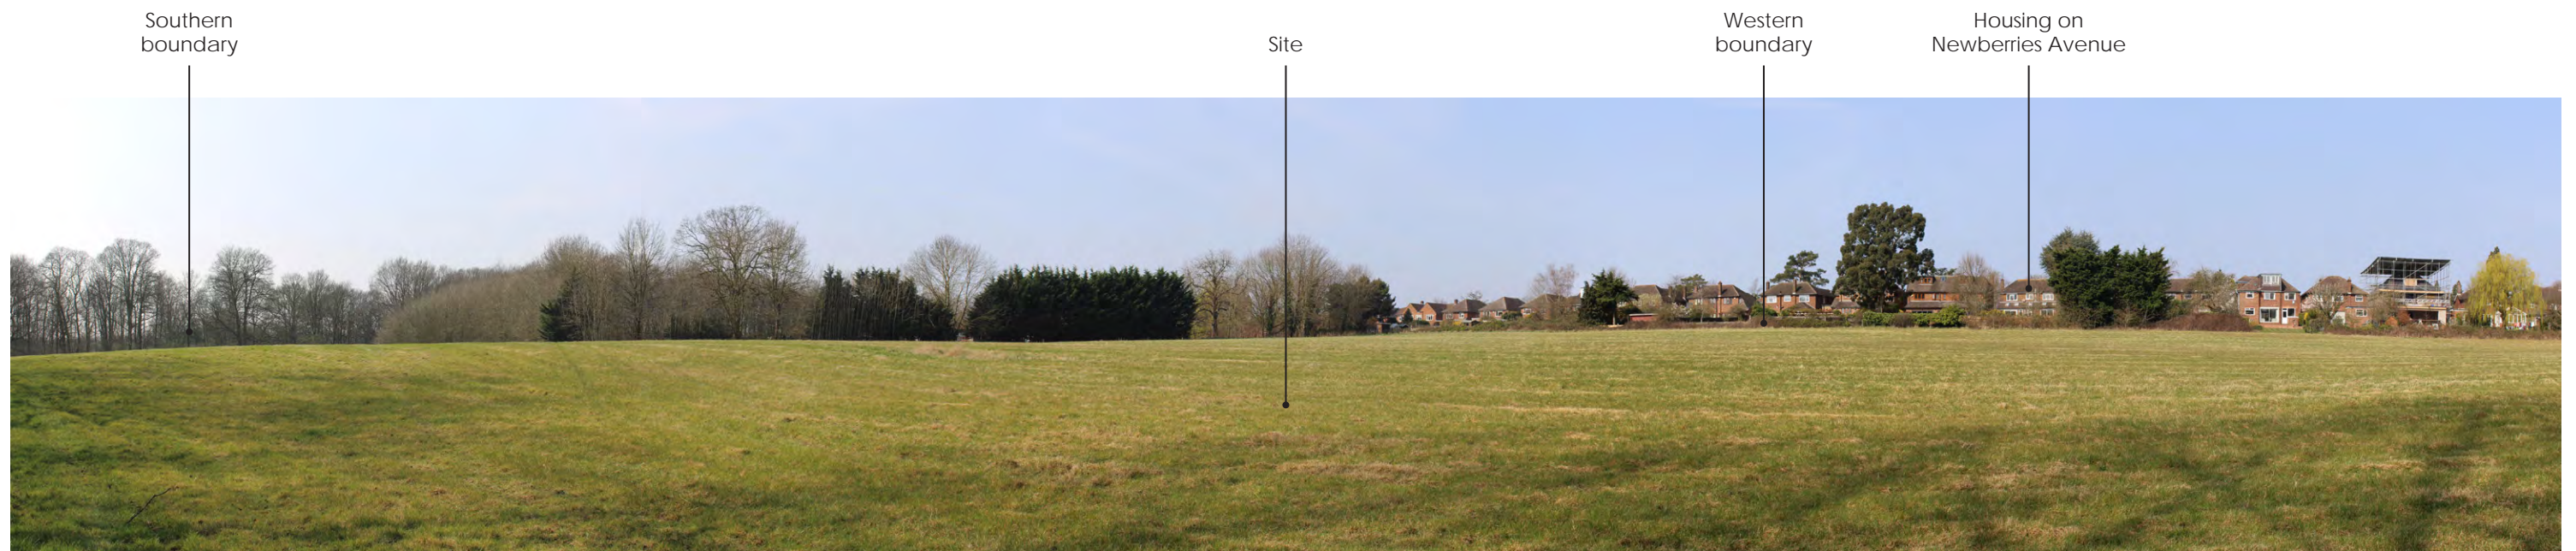 Southern
boundary
Site
Western
boundary
Housing on
Newberries Avenue